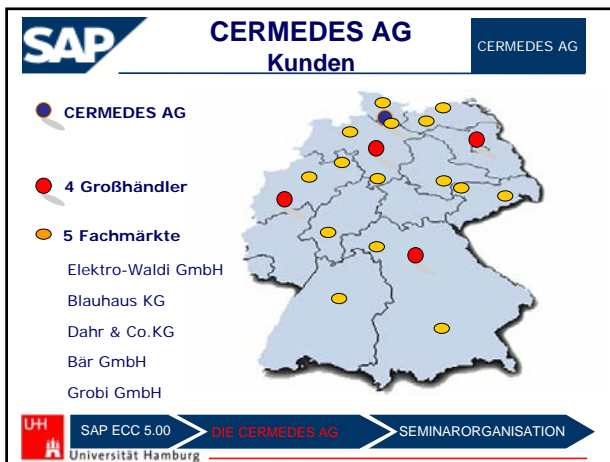 SAP
CERMEDES AG
Kunden
CERMEDES AG
CERMEDES AG
4 Großhändler
5 Fachmärkte
Elektro-Waldi GmbH
Blauhaus KG
Dahr & Co.KG
Bär GmbH
Grobi GmbH
UHH
SAP ECC 5.00
DIE CERMEDES AG
SEMINARORGANISATION
Universität Hamburg